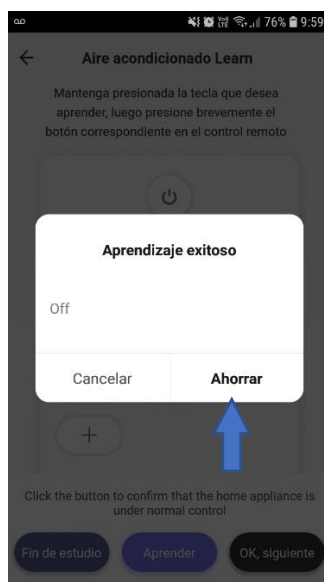 76% 9:59
Aire acondicionado Learn
Mantenga presionada la tecla que desea
aprender, luego presione brevemente el
botón correspondiente en el control remoto
Aprendizaje exitoso
Off
Cancelar Ahorrar
Click the button to confirm that the home appliance is
under normal control
Fin de estudio Aprender OK, siguiente